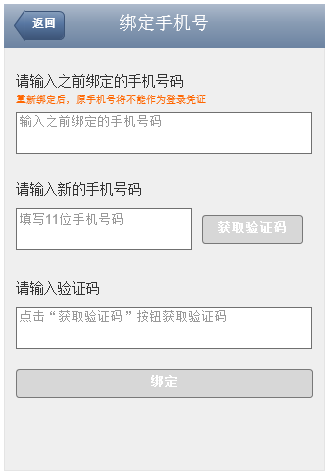 返回
绑定手机号
请输入之前绑定的手机号码
重新绑定后，原手机号将不能作为登录凭证
输入之前绑定的手机号码
请输入新的手机号码
填写11位手机号码
获取验证码
请输入验证码
点击“获取验证码”按钮获取验证码
绑定